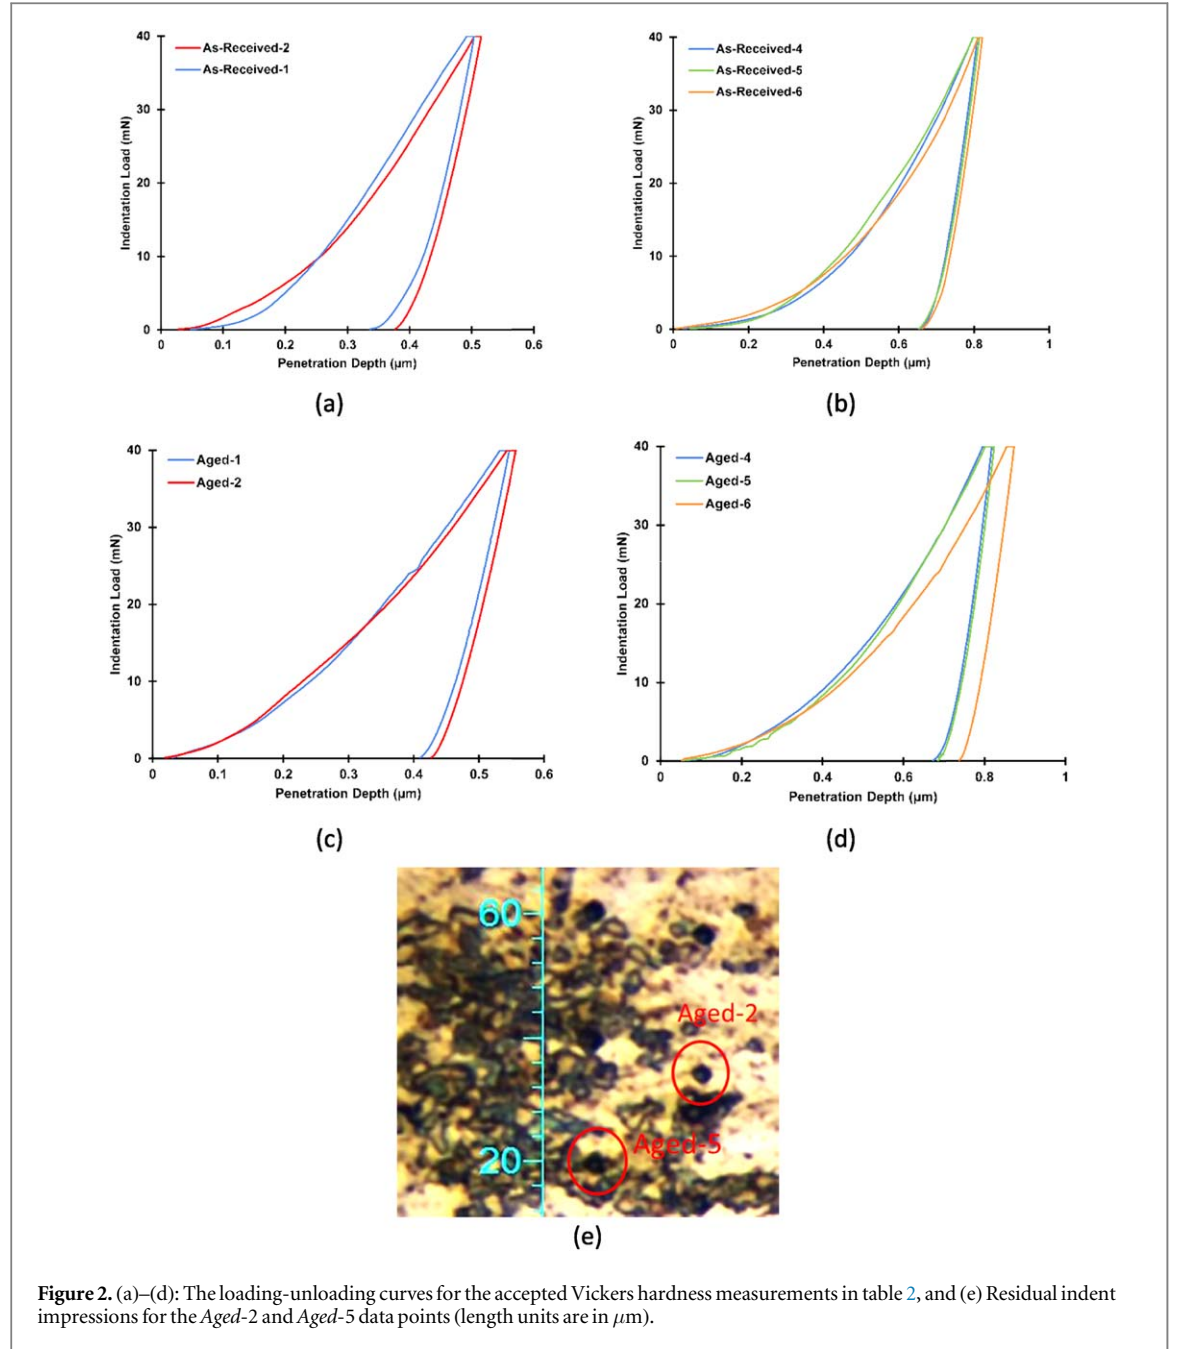 40
As-Received-2
As-Received-1
30
20
10
0
Indentation Load (mN)
0 0.1 0.2 0.3 0.4 0.5 0.6
Penetration Depth (μm)
(a)
40
As-Received-4
As-Received-5
As-Received-6
30
20
10
0
Indentation Load (mN)
0 0.2 0.4 0.6 0.8 1
Penetration Depth (μm)
(b)
40
Aged-1
Aged-2
30
20
10
0
Indentation Load (mN)
0 0.1 0.2 0.3 0.4 0.5 0.6
Penetration Depth (μm)
(c)
40
Aged-4
Aged-5
Aged-6
30
20
10
0
Indentation Load (mN)
0 0.2 0.4 0.6 0.8 1
Penetration Depth (μm)
(d)
60
Aged-2
Aged-5
20
(e)
Figure 2. (a)–(d): The loading-unloading curves for the accepted Vickers hardness measurements in table 2, and (e) Residual indent
impressions for the Aged-2 and Aged-5 data points (length units are in μm).